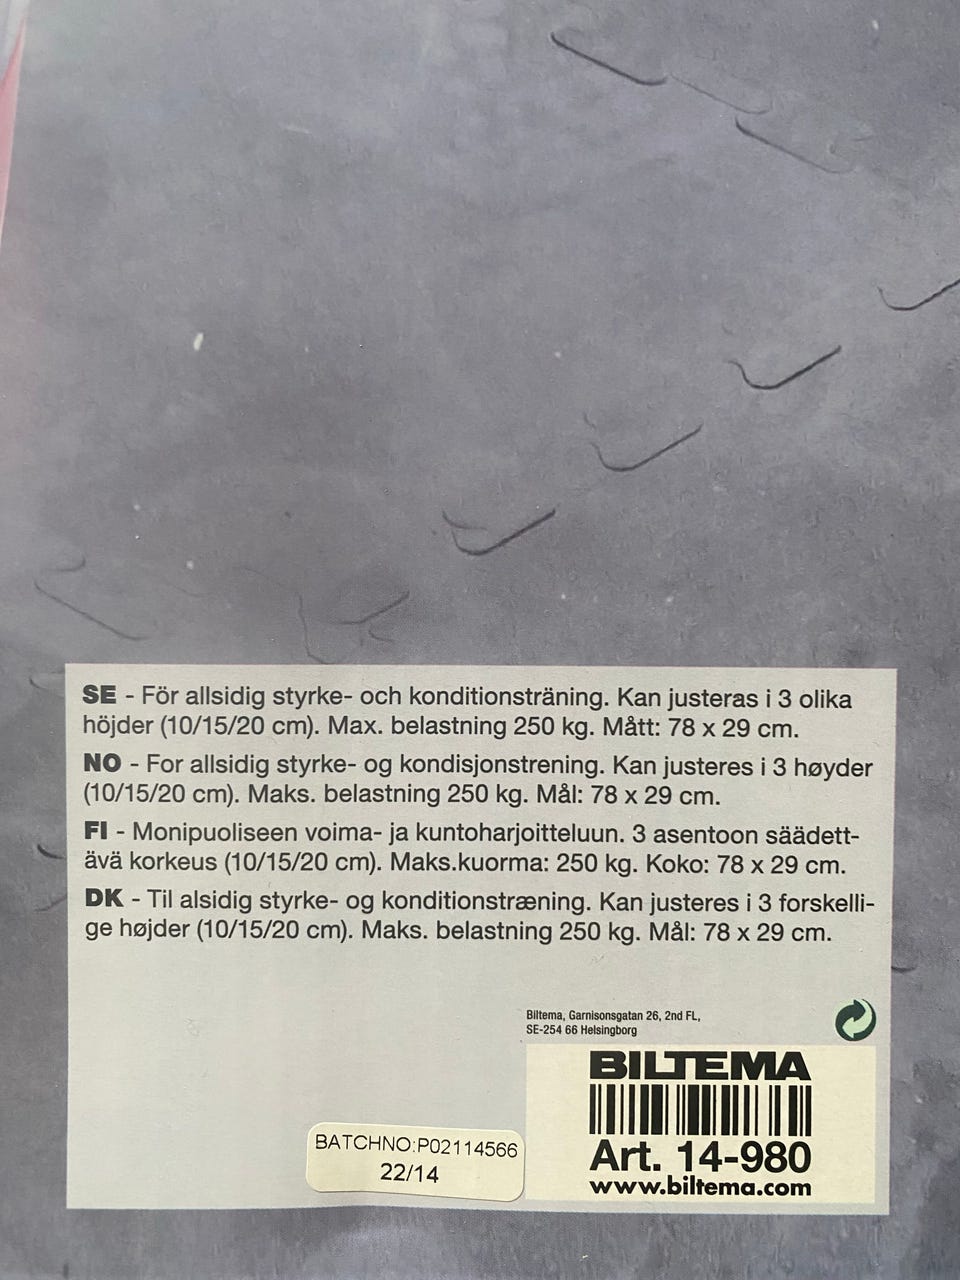 SE - För allsidig styrke- och konditionsträning. Kan justeras i 3 olika
höjder (10/15/20 cm). Max. belastning 250 kg. Mått: 78 x 29 cm.
NO - For allsidig styrke- og kondisjonstrening. Kan justeres i 3 høyder
(10/15/20 cm). Maks. belastning 250 kg. Mål: 78 x 29 cm.
FI - Monipuoliseen voima- ja kuntoharjoitteluun. 3 asentoon säädett-
ävä korkeus (10/15/20 cm). Maks.kuorma: 250 kg. Koko: 78 x 29 cm.
DK - Til alsidig styrke- og konditionstræning. Kan justeres i 3 forskelli-
ge højder (10/15/20 cm). Maks. belastning 250 kg. Mål: 78 x 29 cm.
Biltema, Garnisonsgatan 26, 2nd FL,
SE-254 66 Helsingborg
BILTEMA
Art. 14-980
www.biltema.com
BATCHNO:P02114566
22/14